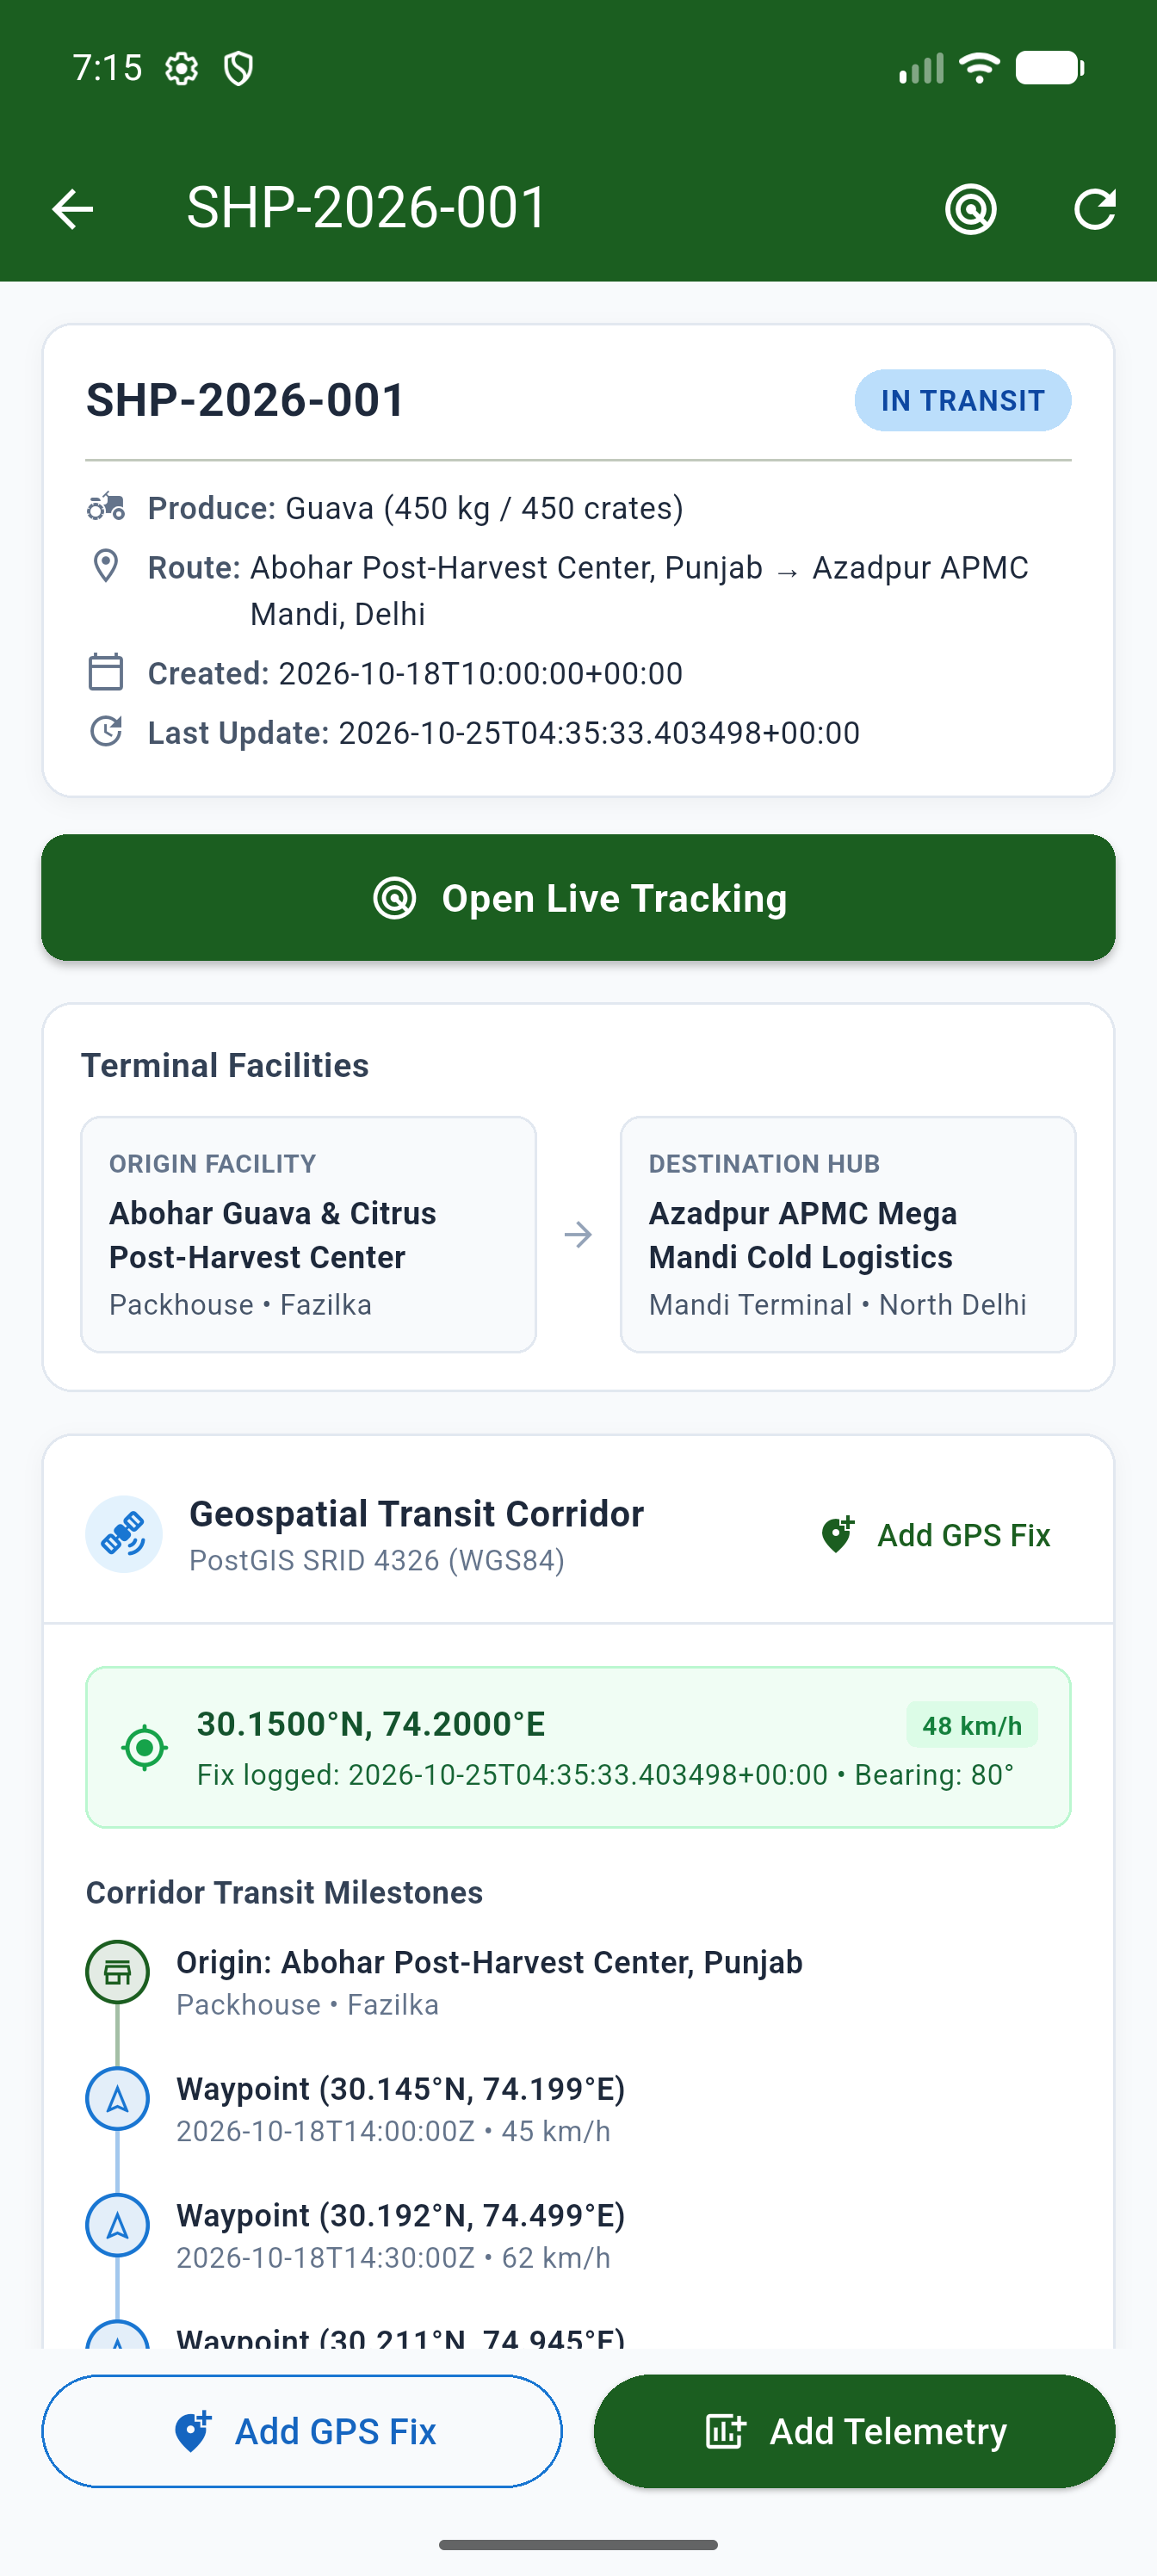 7:15
SHP-2026-001
SHP-2026-001
IN TRANSIT
Produce: Guava (450 kg / 450 crates)
Route: Abohar Post-Harvest Center, Punjab → Azadpur APMC
Mandi, Delhi
Created: 2026-10-18T10:00:00+00:00
Last Update: 2026-10-25T04:35:33.403498+00:00
Open Live Tracking
Terminal Facilities
ORIGIN FACILITY
Abohar Guava & Citrus
Post-Harvest Center
Packhouse • Fazilka
DESTINATION HUB
Azadpur APMC Mega
Mandi Cold Logistics
Mandi Terminal • North Delhi
Geospatial Transit Corridor
PostGIS SRID 4326 (WGS84)
Add GPS Fix
30.1500°N, 74.2000°E
48 km/h
Fix logged: 2026-10-25T04:35:33.403498+00:00 • Bearing: 80°
Corridor Transit Milestones
Origin: Abohar Post-Harvest Center, Punjab
Packhouse • Fazilka
Waypoint (30.145°N, 74.199°E)
2026-10-18T14:00:00Z • 45 km/h
Waypoint (30.192°N, 74.499°E)
2026-10-18T14:30:00Z • 62 km/h
Waypoint (30.211°N, 74.945°E)
Add GPS Fix
Add Telemetry